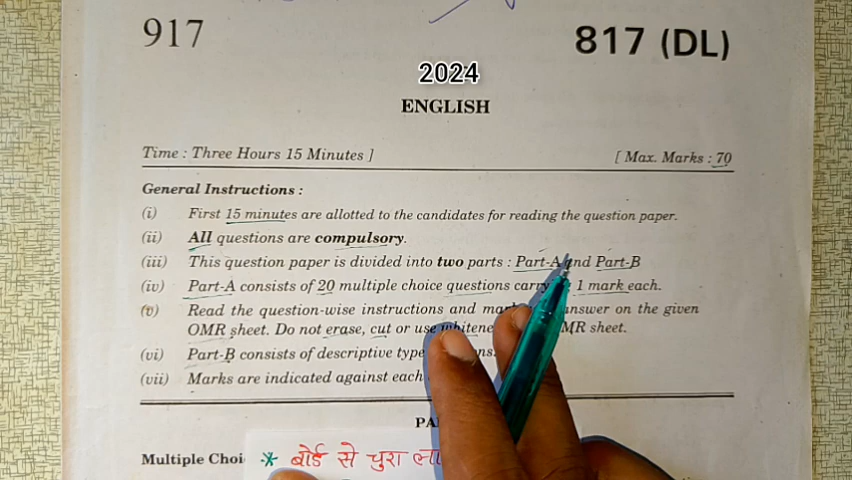 917
817 (DL)
2024
ENGLISH
Time : Three Hours 15 Minutes ]
[ Max. Marks : 70
General Instructions :
(i) First 15 minutes are allotted to the candidates for reading the question paper.
(ii) All questions are compulsory.
(iii) This question paper is divided into two parts : Part-A and Part-B
(iv) Part-A consists of 20 multiple choice questions 1 mark each.
(v) Read the question-wise instructions and answer on the given
OMR sheet. Do not erase, cut or use sheet.
(vi) Part-B consists of descriptive type
(vii) Marks are indicated against each
Multiple
* बोर्ड से चुरा